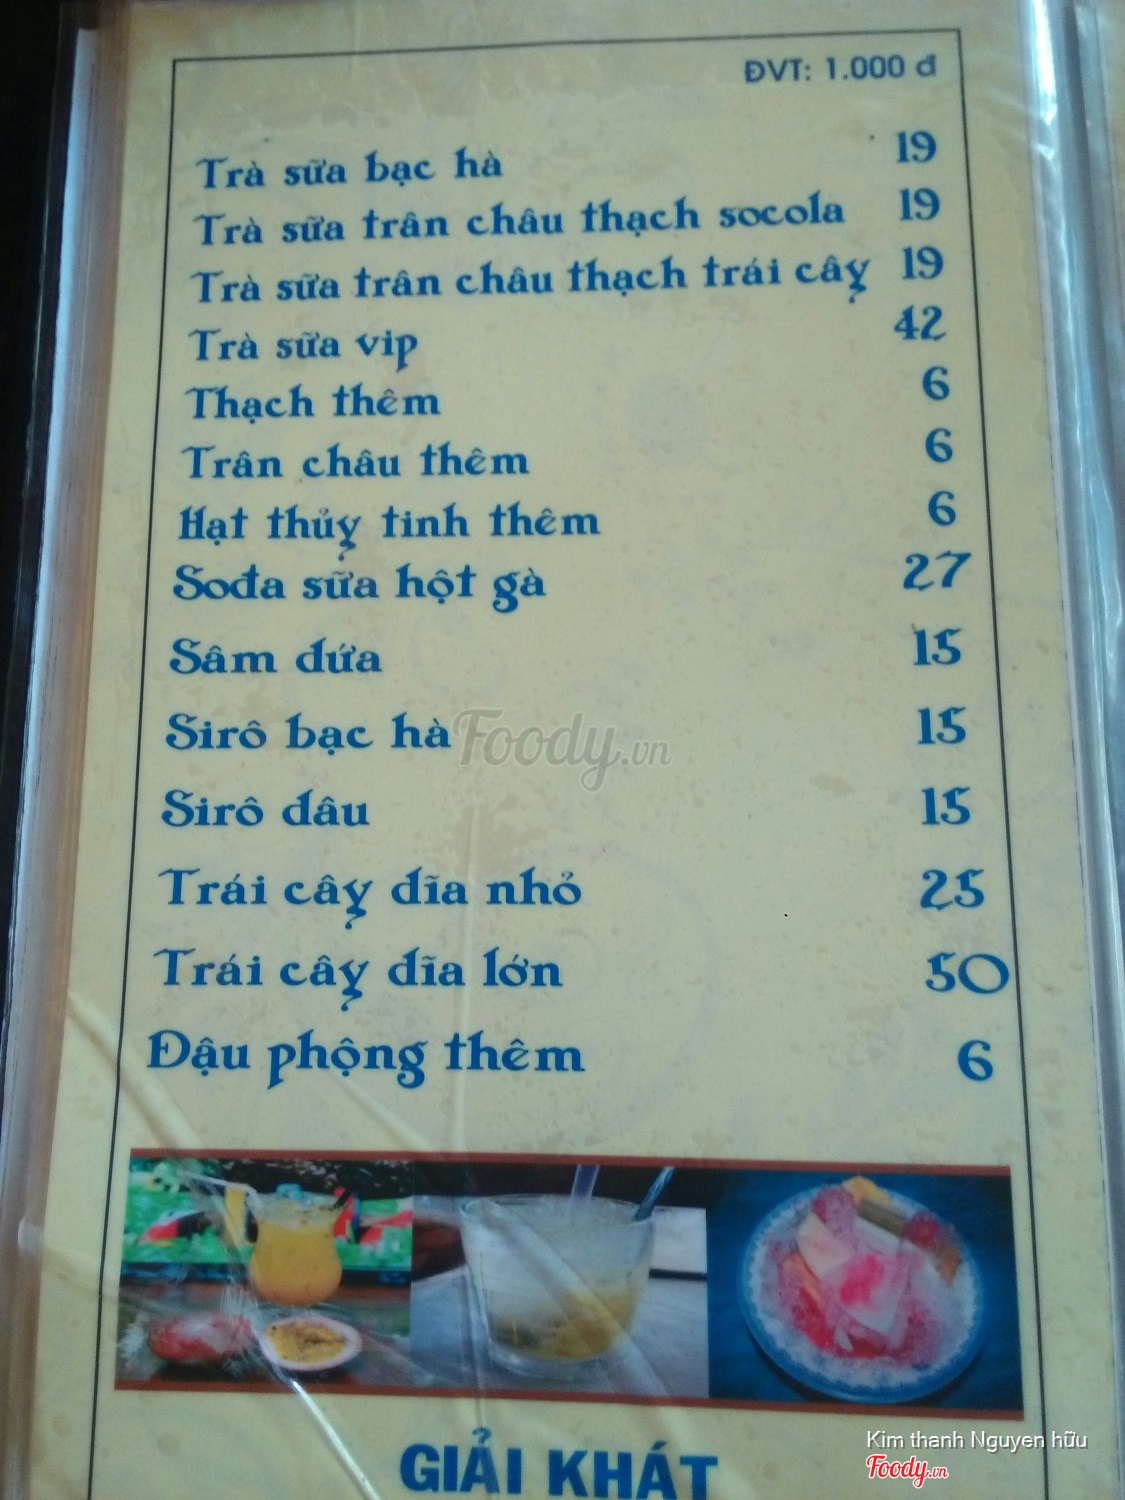 ĐVT: 1.000 đ
Trà sữa bạc hà 19
Trà sữa trân châu thạch socola 19
Trà sữa trân châu thạch trái cây 19
Trà sữa vip 42
Thạch thêm 6
Trân châu thêm 6
Hạt thủy tinh thêm 6
Sođa sữa hột gà 27
Sâm dứa 15
Sirô bạc hà 15
Foody.vn
Sirô dâu 15
Trái cây dĩa nhỏ 25
Trái cây dĩa lớn 50
Đậu phộng thêm 6
GIẢI KHÁT
Kim thanh Nguyen hữu
Foody.vn